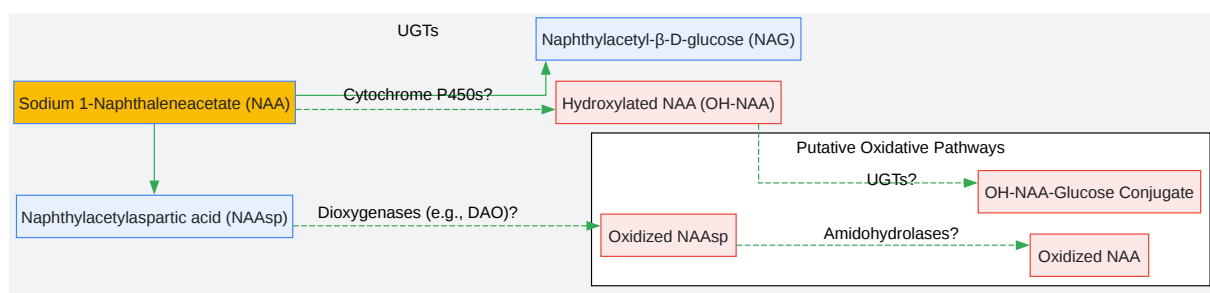 UGTs
Naphthylacetyl-β-D-glucose (NAG)
Sodium 1-Naphthaleneacetate (NAA)
Cytochrome P450s?
Hydroxylated NAA (OH-NAA)
Putative Oxidative Pathways
UGTs?
OH-NAA-Glucose Conjugate
Naphthylacetylaspartic acid (NAAsp)
Dioxygenases (e.g., DAO)?
Oxidized NAAsp
Amidohydrolases?
Oxidized NAA